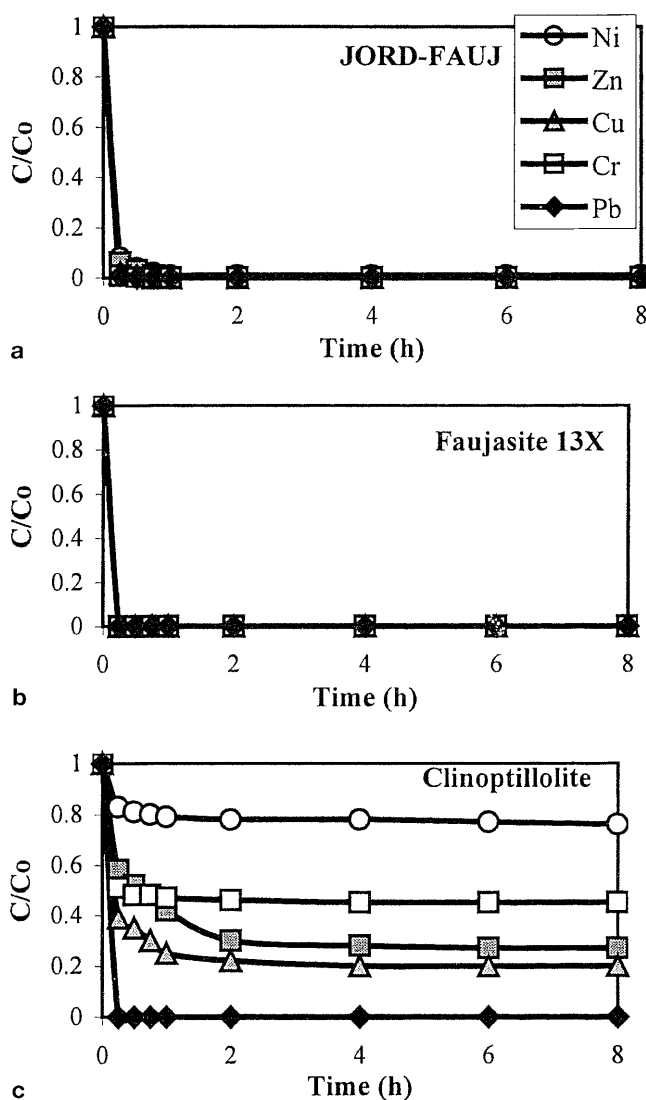 JORD-FAUJ
Ni
Zn
Cu
Cr
Pb
C/Co
1
0.8
0.6
0.4
0.2
0
0 2 4 6 8
Time (h)
a
Faujasite 13X
C/Co
1
0.8
0.6
0.4
0.2
0
0 2 4 6 8
Time (h)
b
Clinoptillolite
C/Co
1
0.8
0.6
0.4
0.2
0
0 2 4 6 8
Time (h)
c